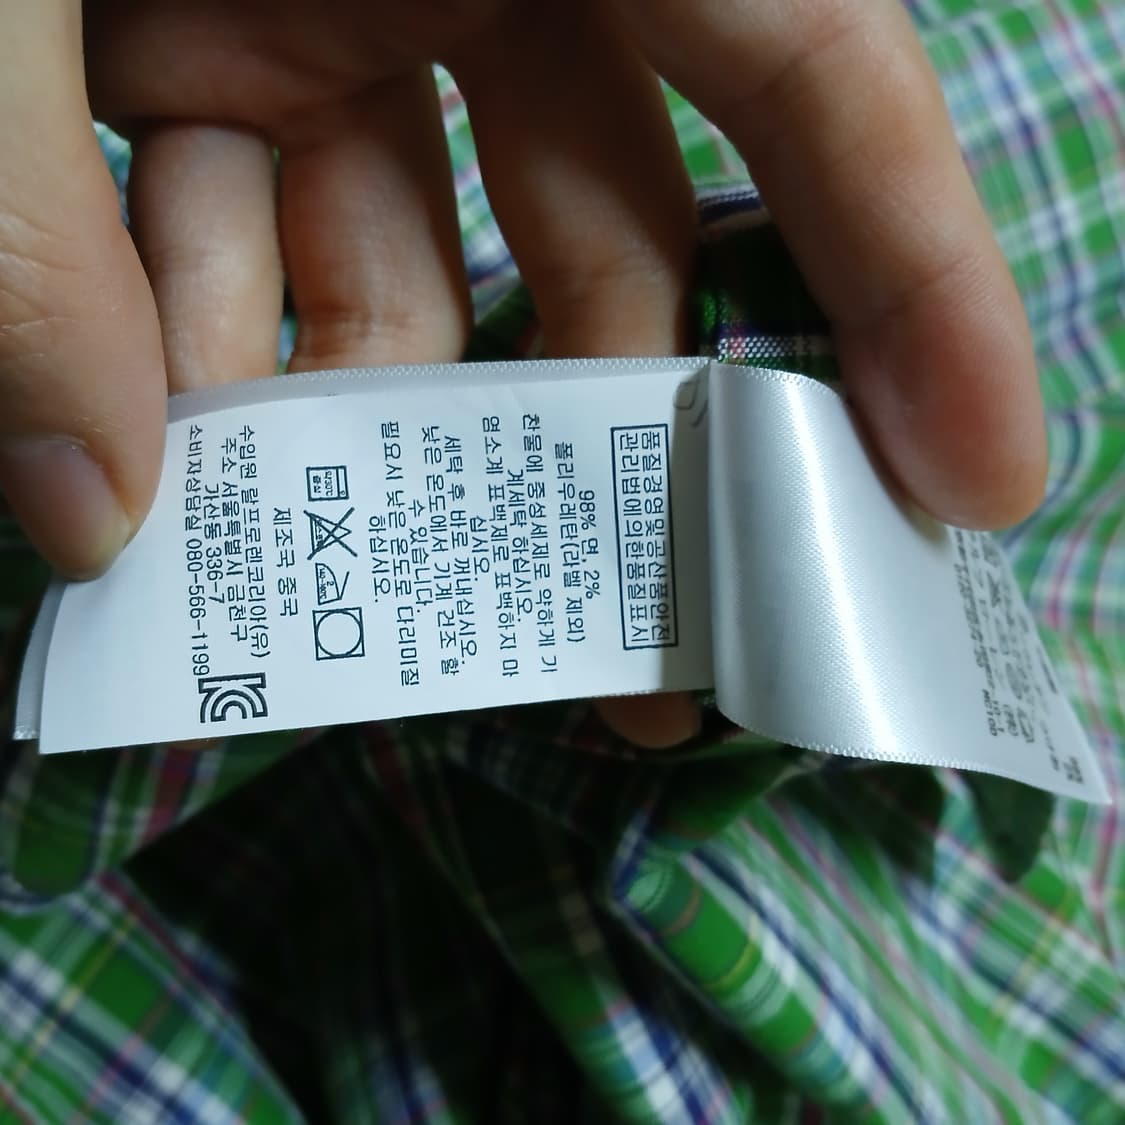 품질경영및공산품안전
관리법에의한품질표시
98% 면, 2%
폴리우레탄(라벨 제외)
찬물에 중성세제로 약하게 기
계세탁 하십시오.
염소계 표백제로 표백하지 마
십시오.
세탁 후 바로 꺼내십시오.
낮은 온도에서 기계 건조 할
수 있습니다.
필요시 낮은 온도로 다리미질
하십시오.
약30℃
중성
제조국 중국
수입원 랄프로렌코리아(유)
주소 서울특별시 금천구
가산동 336-7
소비자상담실 080-566-1199
KC